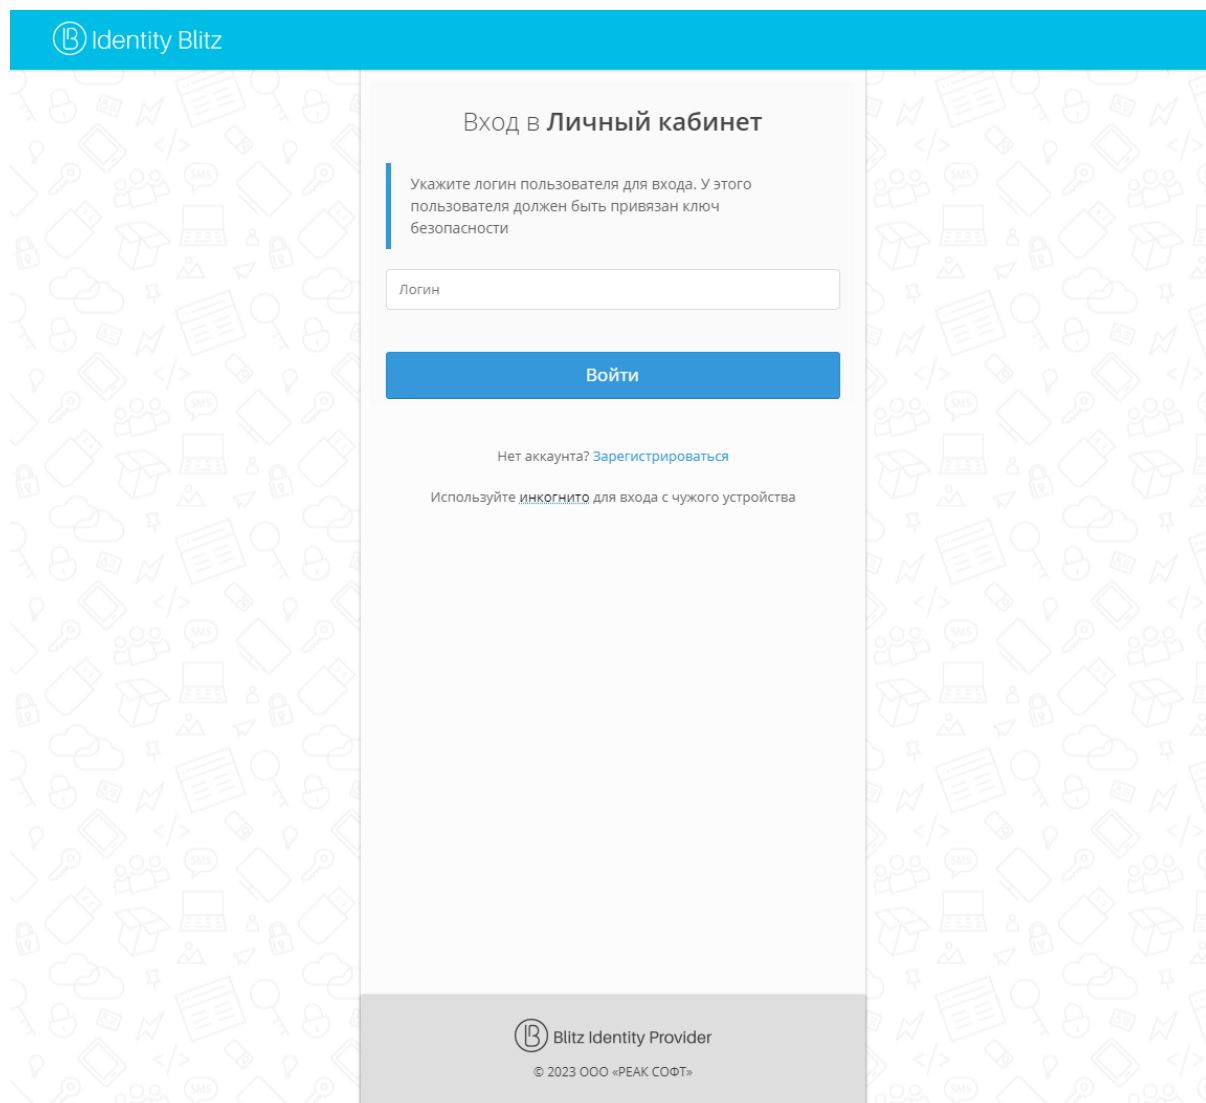 Identity Blitz
Вход в Личный кабинет
Укажите логин пользователя для входа. У этого
пользователя должен быть привязан ключ
безопасности
Логин
Войти
Нет аккаунта? Зарегистрироваться
Используйте инкогнито для входа с чужого устройства
Blitz Identity Provider
© 2023 ООО «РЕАК СОФТ»